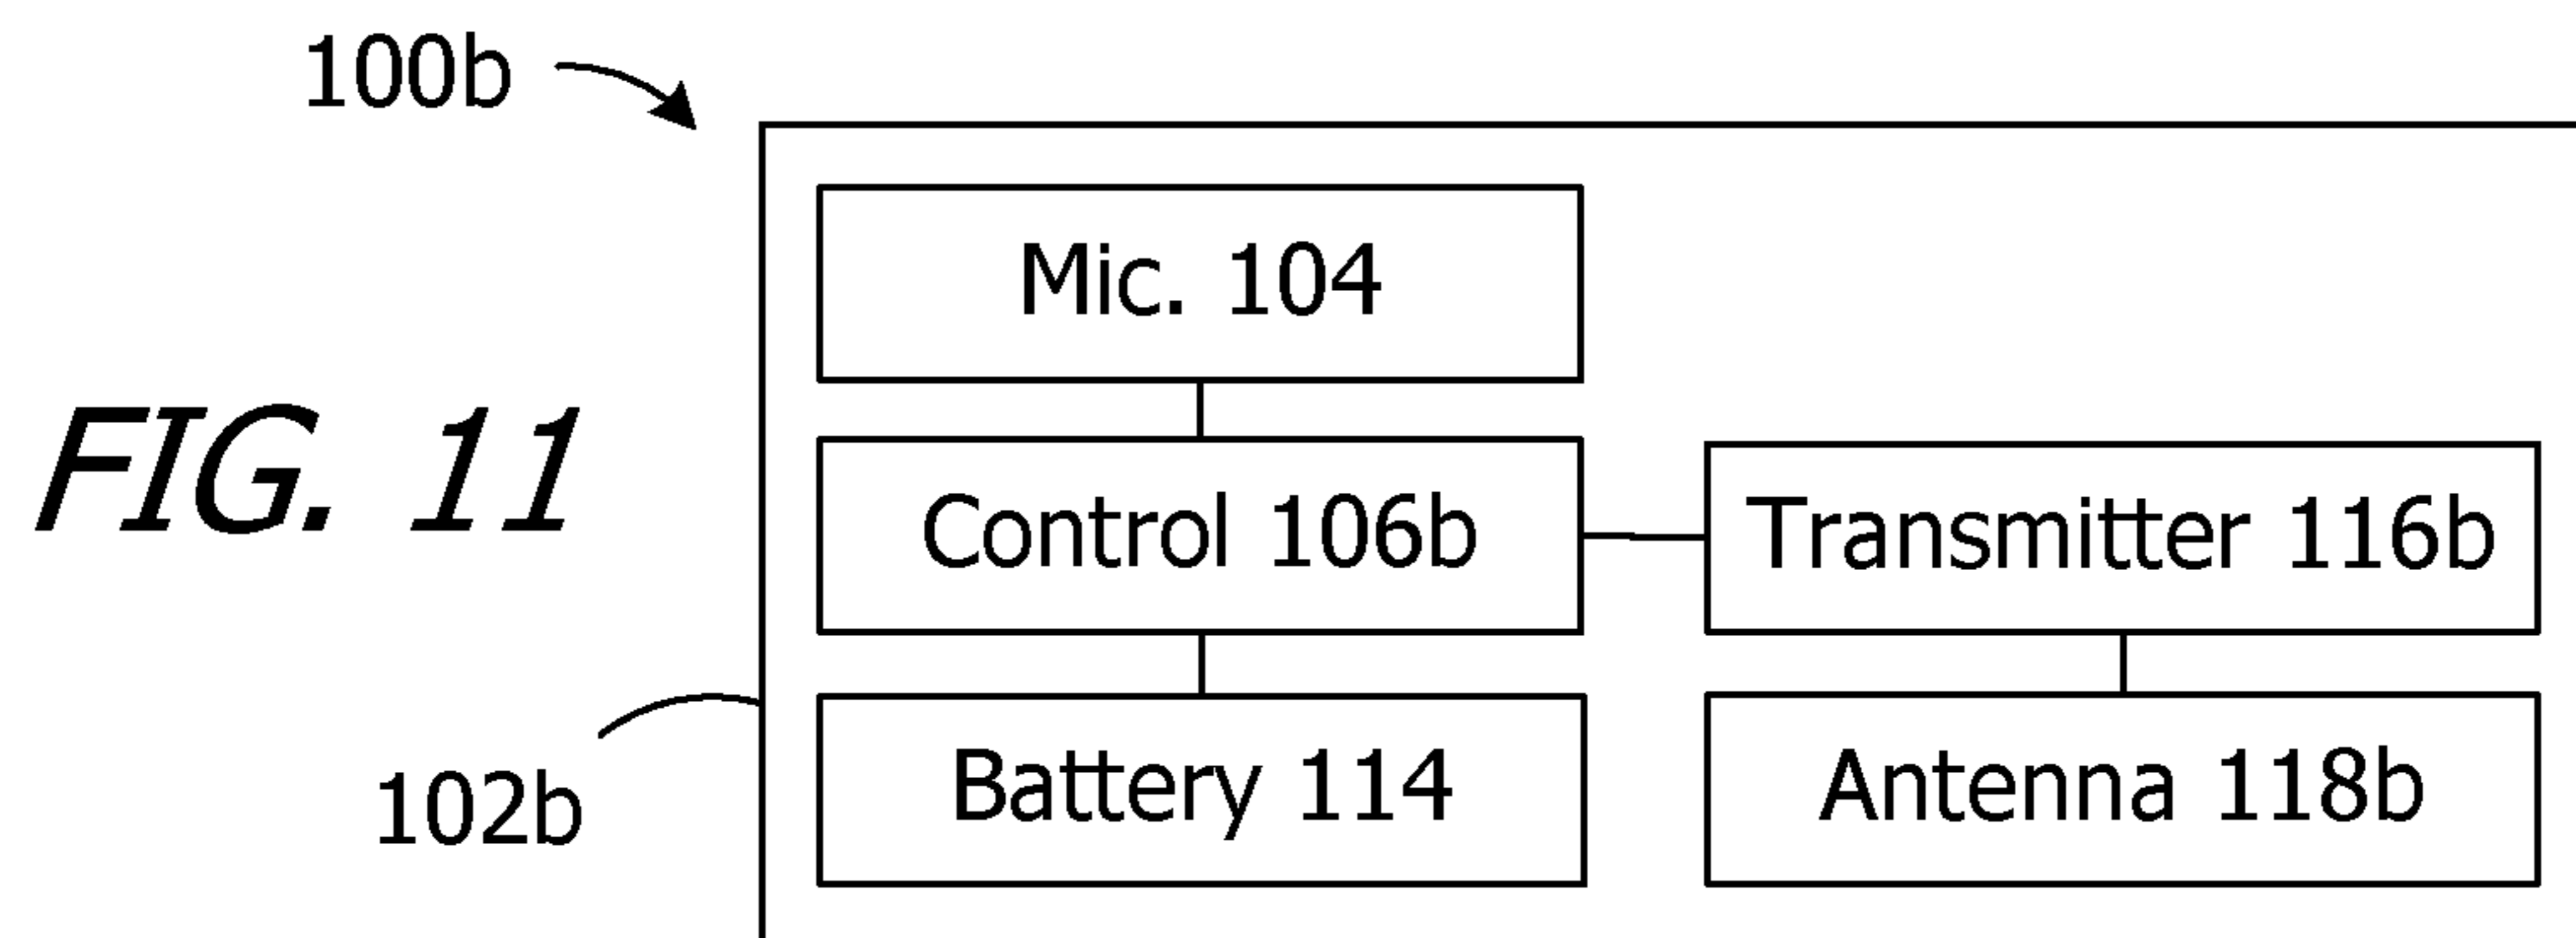 100b
Mic. 104
FIG. 11
Control 106b
Transmitter 116b
Battery 114
Antenna 118b
102b